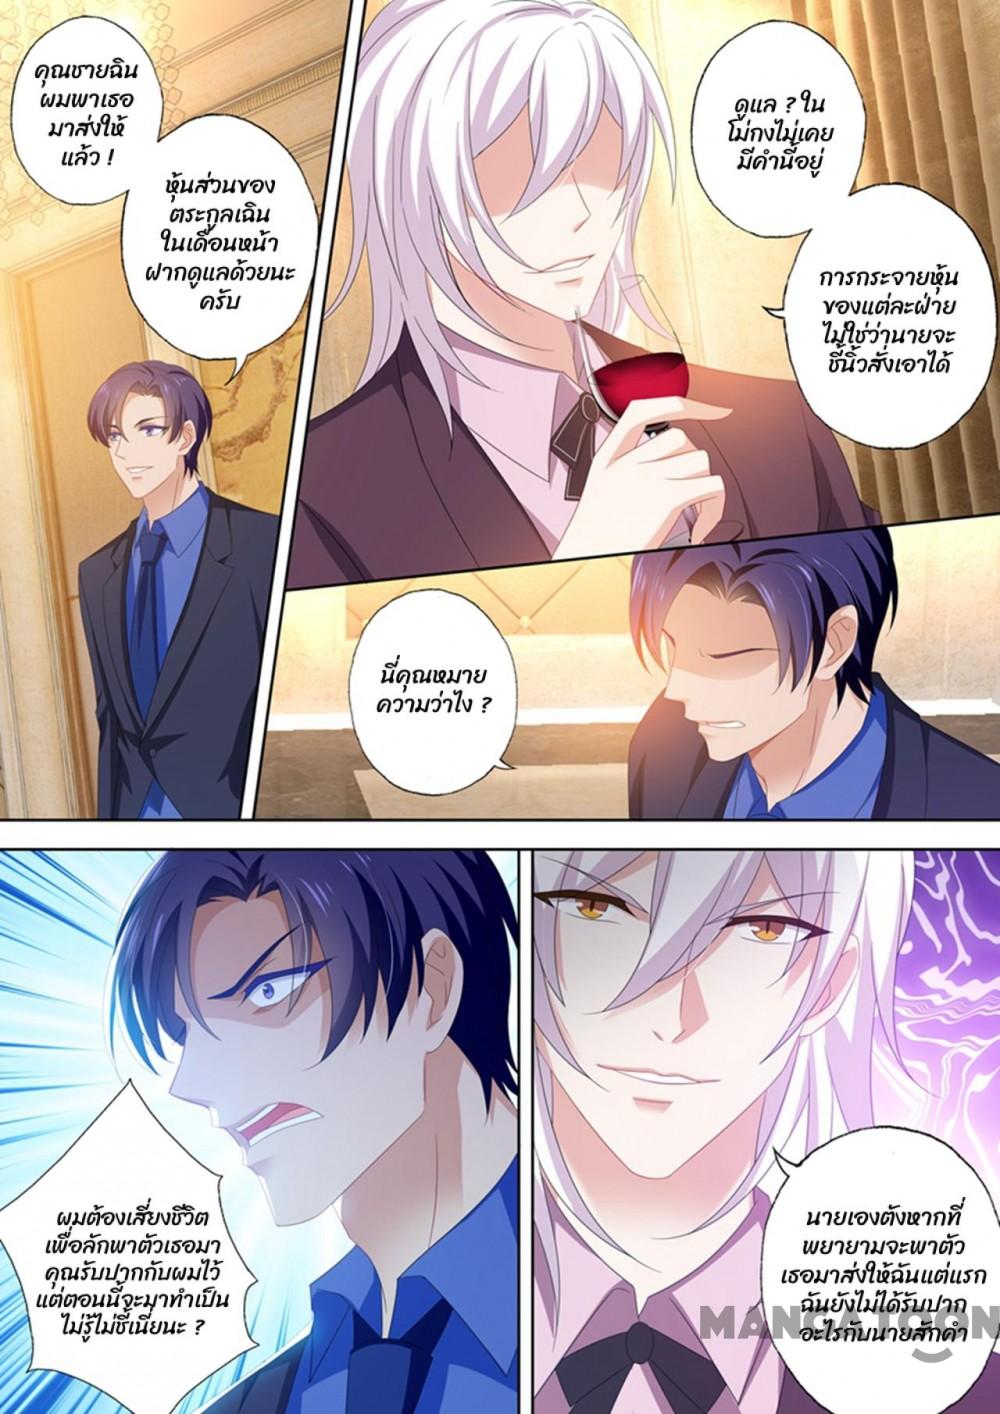 คุณชายฉิน
ผมพาเธอ
มาส่งให้
แล้ว !
หุ้นส่วนของ
ตระกูลเฉิน
ในเดือนหน้า
ฝากดูแลด้วยนะ
ครับ
ดูแล ? ใน
โม่กงไม่เคย
มีคำนี้อยู่
การกระจายหุ้น
ของแต่ละฝ่าย
ไม่ใช่ว่านายจะ
ชี้นิ้วสั่งเอาได้
นี่คุณหมาย
ความว่าไง ?
ผมต้องเสี่ยงชีวิต
เพื่อลักพาตัวเธอมา
คุณรับปากกับผมไว้
แต่ตอนนี้จะมาทำเป็น
ไม่รู้ไม่ชี้เนี่ยนะ ?
นายเองตังหากที่
พยายามจะพาตัว
เธอมาส่งให้ฉันแต่แรก
ฉันยังไม่ได้รับปาก
อะไรกับนายสักคำ
MANGATOON
MANGATOON